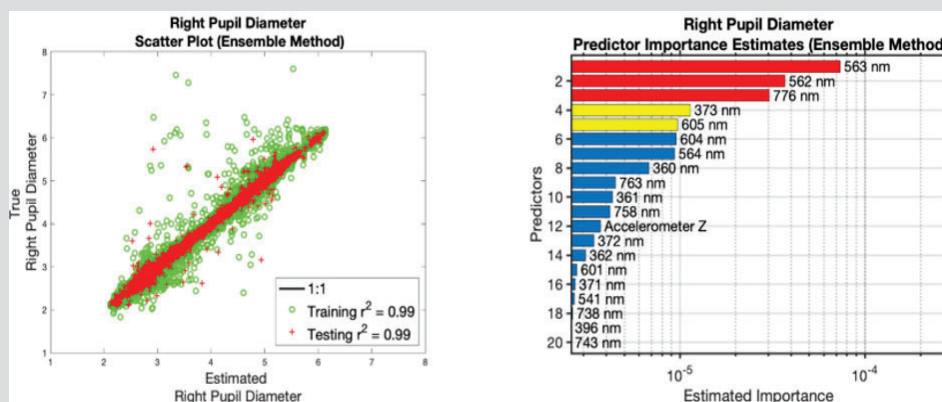 Right Pupil Diameter
Scatter Plot (Ensemble Method)
8
7
6
5
4
3
2
1
True
Right Pupil Diameter
1:1
Training r² = 0.99
Testing r² = 0.99
1 2 3 4 5 6 7 8
Estimated
Right Pupil Diameter
Right Pupil Diameter
Predictor Importance Estimates (Ensemble Method
563 nm
2 562 nm
776 nm
4 373 nm
605 nm
6 604 nm
564 nm
8 360 nm
763 nm
10 361 nm
758 nm
12 Accelerometer Z
372 nm
14 362 nm
601 nm
16 371 nm
541 nm
18 738 nm
396 nm
20 743 nm
Predictors
10⁻⁵ 10⁻⁴
Estimated Importance